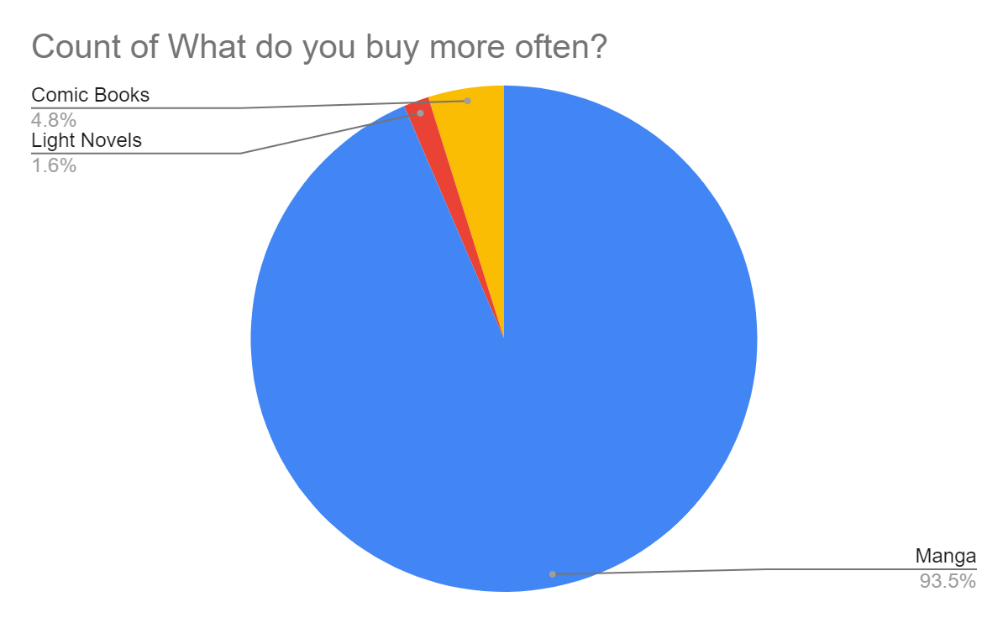 Count of What do you buy more often?
Comic Books
4.8%
Light Novels
1.6%
Manga
93.5%